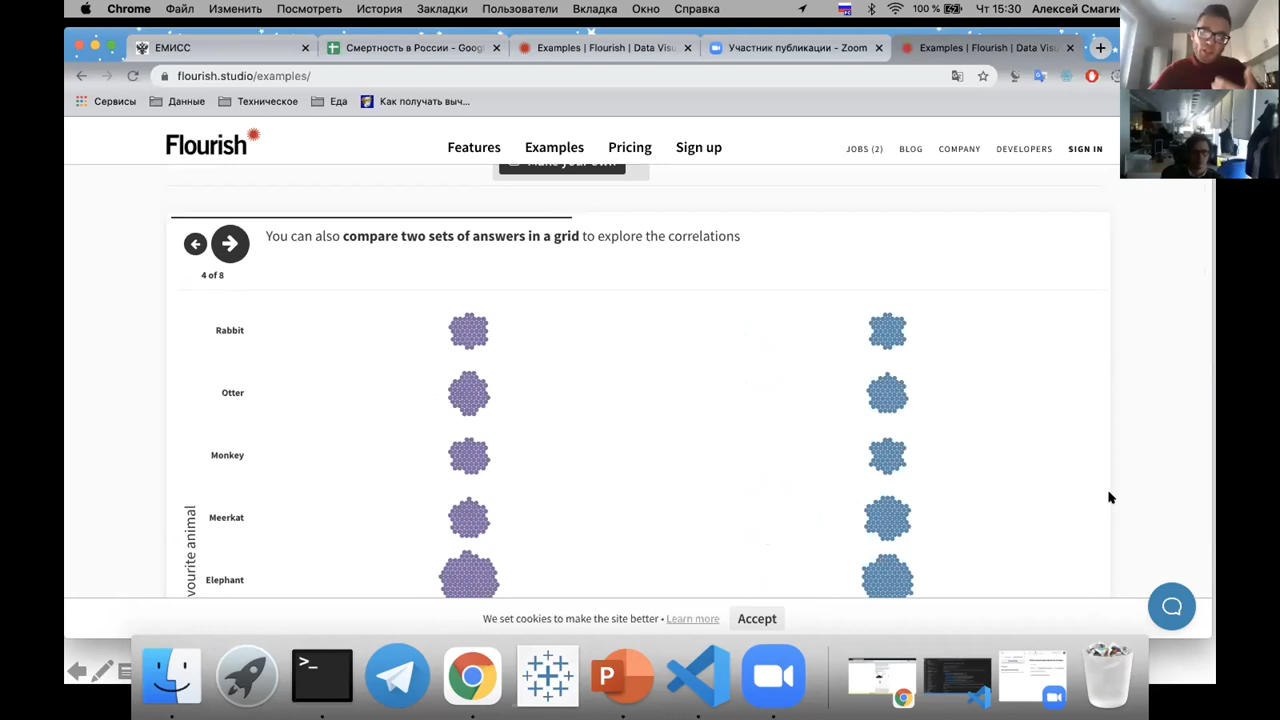 Chrome Файл Изменить Посмотреть История Закладки Пользователи Вкладка Окно Справка 100 % Чт 15:30 Алексей Смагин
ЕМИСС Смертность в России - Goog Examples | Flourish | Data Visu Участник публикации - Zoom Examples | Flourish | Data Visu
flourish.studio/examples/
Сервисы Данные Техническое Еда Как получать выч...
Flourish Features Examples Pricing Sign up JOBS (2) BLOG COMPANY DEVELOPERS SIGN IN
You can also compare two sets of answers in a grid to explore the correlations
4 of 8
Rabbit
Otter
Monkey
Meerkat
Elephant
vourite animal
We set cookies to make the site better • Learn more Accept